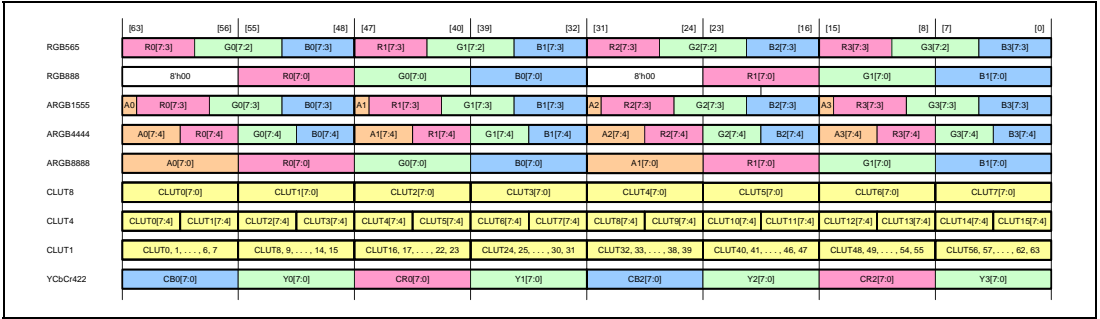 [63] [56] [55] [48] [47] [40] [39] [32] [31] [24] [23] [16] [15] [8] [7] [0]
RGB565 R0[7:3] G0[7:2] B0[7:3] R1[7:3] G1[7:2] B1[7:3] R2[7:3] G2[7:2] B2[7:3] R3[7:3] G3[7:2] B3[7:3]
RGB888 8'h00 R0[7:0] G0[7:0] B0[7:0] 8'h00 R1[7:0] G1[7:0] B1[7:0]
ARGB1555 A0 R0[7:3] G0[7:3] B0[7:3] A1 R1[7:3] G1[7:3] B1[7:3] A2 R2[7:3] G2[7:3] B2[7:3] A3 R3[7:3] G3[7:3] B3[7:3]
ARGB4444 A0[7:4] R0[7:4] G0[7:4] B0[7:4] A1[7:4] R1[7:4] G1[7:4] B1[7:4] A2[7:4] R2[7:4] G2[7:4] B2[7:4] A3[7:4] R3[7:4] G3[7:4] B3[7:4]
ARGB8888 A0[7:0] R0[7:0] G0[7:0] B0[7:0] A1[7:0] R1[7:0] G1[7:0] B1[7:0]
CLUT8 CLUT0[7:0] CLUT1[7:0] CLUT2[7:0] CLUT3[7:0] CLUT4[7:0] CLUT5[7:0] CLUT6[7:0] CLUT7[7:0]
CLUT4 CLUT0[7:4] CLUT1[7:4] CLUT2[7:4] CLUT3[7:4] CLUT4[7:4] CLUT5[7:4] CLUT6[7:4] CLUT7[7:4] CLUT8[7:4] CLUT9[7:4] CLUT10[7:4] CLUT11[7:4] CLUT12[7:4] CLUT13[7:4] CLUT14[7:4] CLUT15[7:4]
CLUT1 CLUT0, 1, . . . , 6, 7 CLUT8, 9, . . . , 14, 15 CLUT16, 17, . . . , 22, 23 CLUT24, 25, . . . , 30, 31 CLUT32, 33, . . . , 38, 39 CLUT40, 41, . . . , 46, 47 CLUT48, 49, . . . , 54, 55 CLUT56, 57, . . . , 62, 63
YCbCr422 CB0[7:0] Y0[7:0] CR0[7:0] Y1[7:0] CB2[7:0] Y2[7:0] CR2[7:0] Y3[7:0]